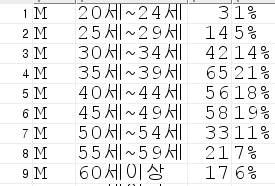 1 M 20세~24세 3 1%
2 M 25세~29세 14 5%
3 M 30세~34세 42 14%
4 M 35세~39세 65 21%
5 M 40세~44세 56 18%
6 M 45세~49세 58 19%
7 M 50세~54세 33 11%
8 M 55세~59세 21 7%
9 M 60세이상 17 6%